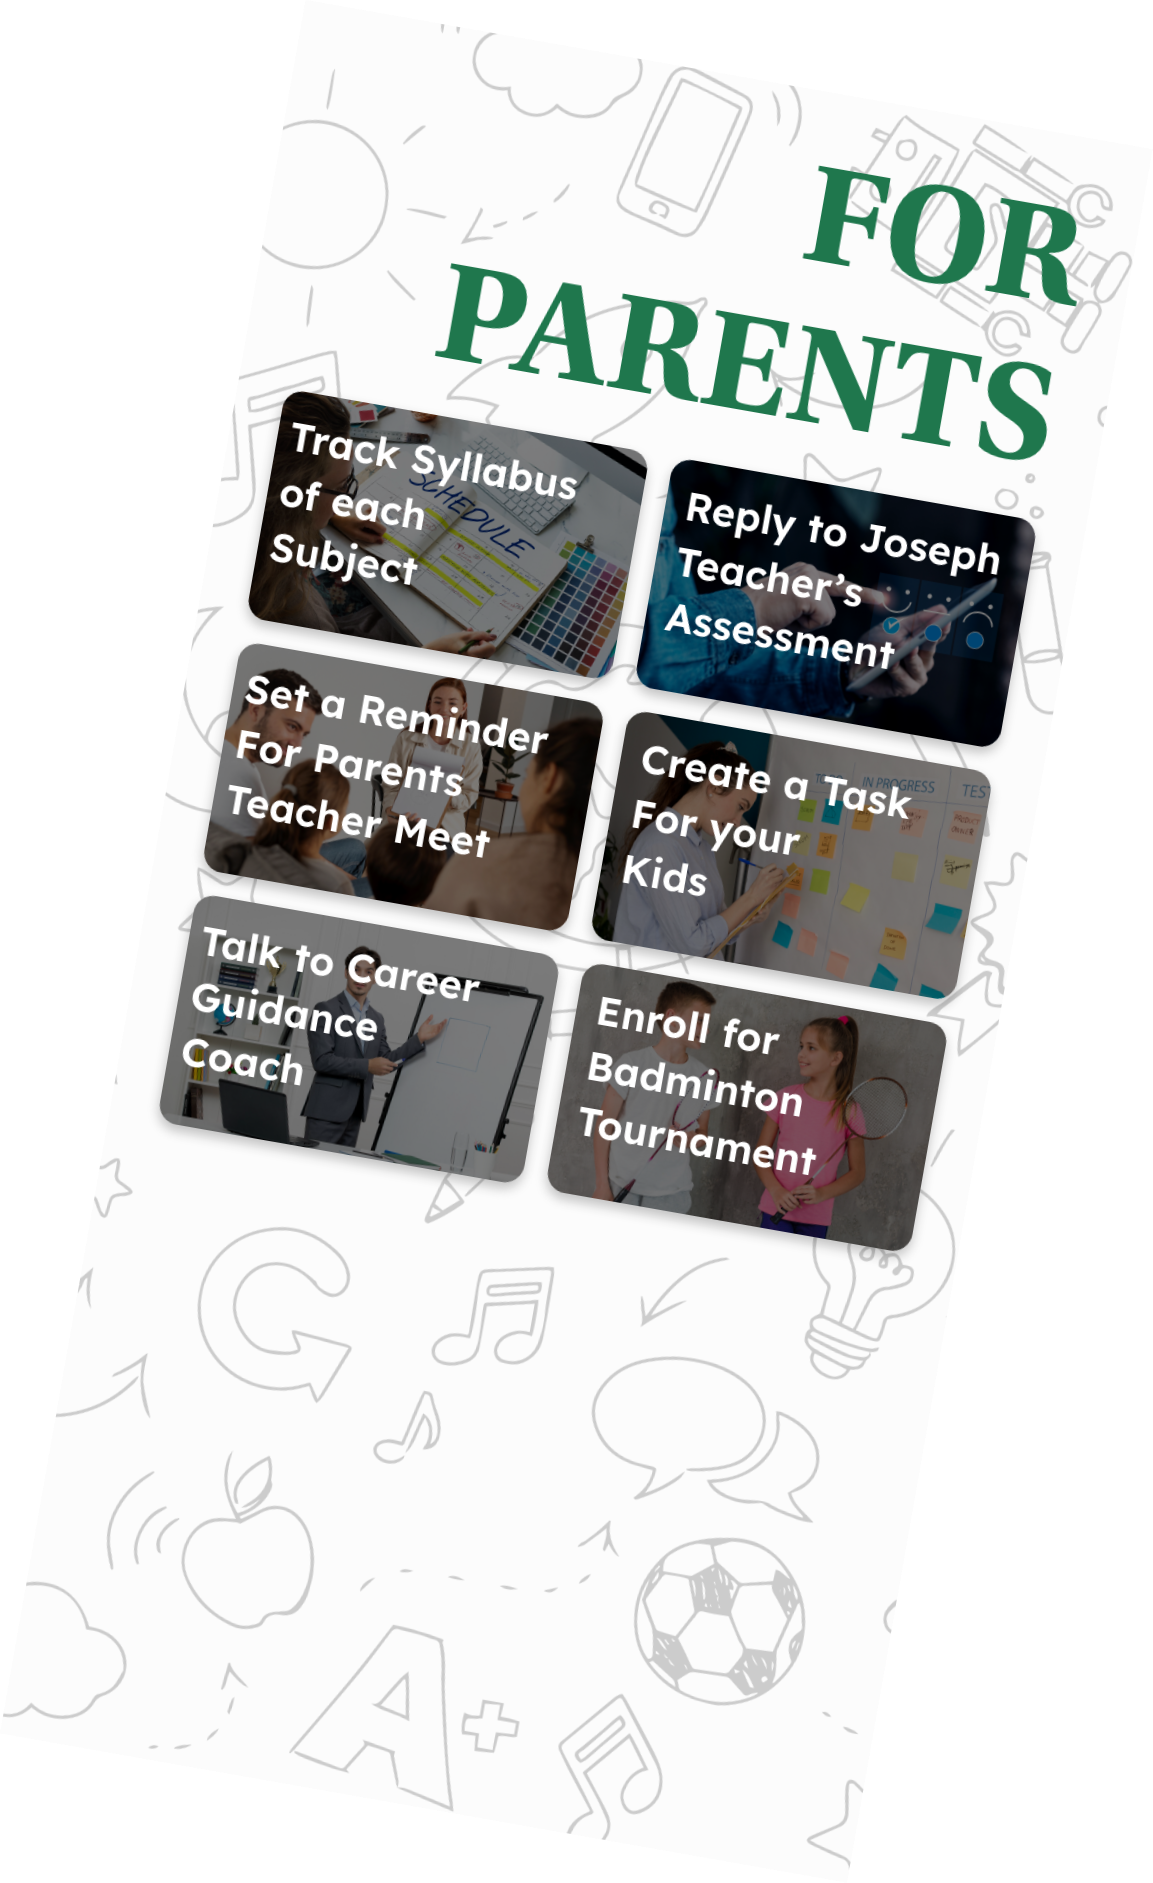 FOR
PARENTS
Track Syllabus
of each
Subject
SCHEDULE
Reply to Joseph
Teacher's
Assessment
Set a Reminder
For Parents
Teacher Meet
Create a Task
For your
Kids
IN PROGRESS
TEST
Talk to Career
Guidance
Coach
Enroll for
Badminton
Tournament
A+